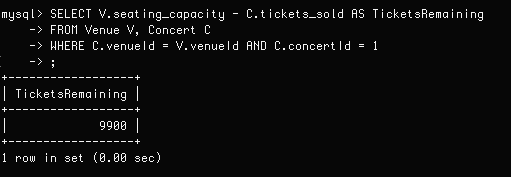 mysql> SELECT V.seating_capacity - C.tickets_sold AS TicketsRemaining
    -> FROM Venue V, Concert C
    -> WHERE C.venueId = V.venueId AND C.concertId = 1
    -> ;
+------------------+
| TicketsRemaining |
+------------------+
|             9900 |
+------------------+
1 row in set (0.00 sec)